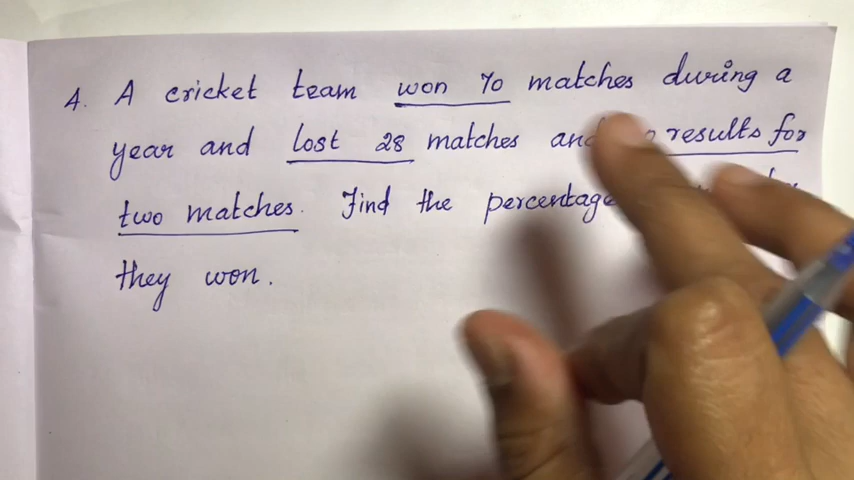 4. A cricket team won 70 matches during a
year and lost 28 matches and results for
two matches. Find the percentage
they won.